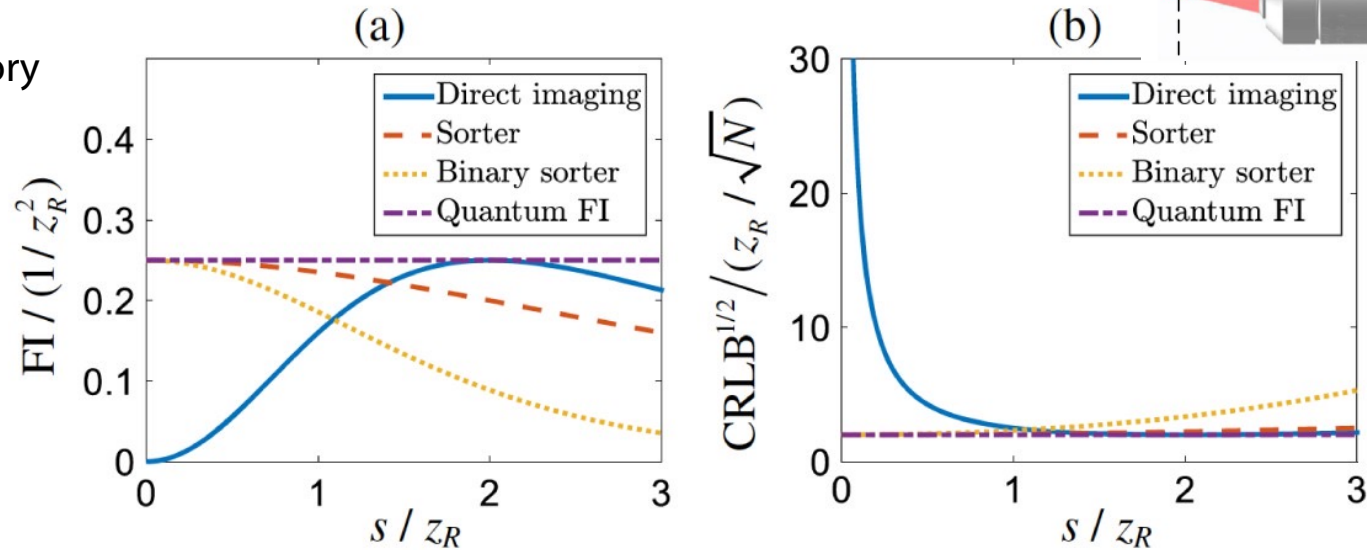 ory
(a)
FI / (1/ z_R^2)
0.4
0.3
0.2
0.1
0
0
1
2
3
s / z_R
Direct imaging
Sorter
Binary sorter
Quantum FI
(b)
CRLB^{1/2}/(z_R / √N)
30
20
10
0
0
1
2
3
s / z_R
Direct imaging
Sorter
Binary sorter
Quantum FI